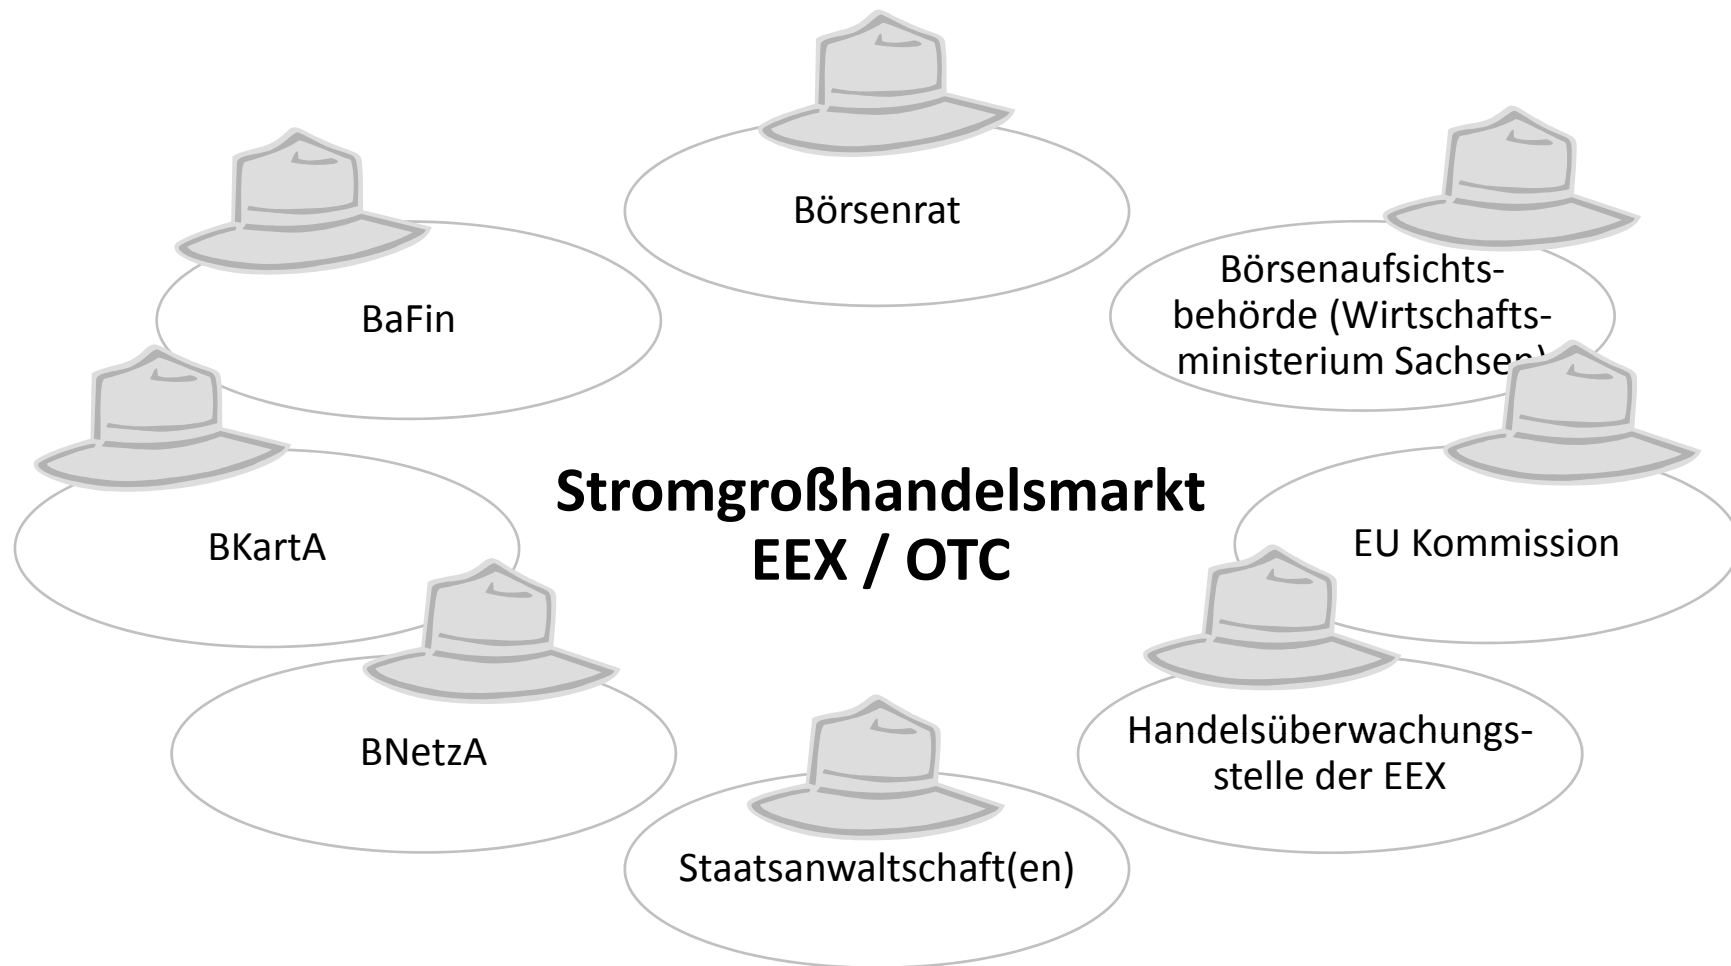 Börsenrat
Börsenaufsichts-
behörde (Wirtschafts-
ministerium Sachsen)
BaFin
Stromgroßhandelsmarkt
EEX / OTC
BKartA
EU Kommission
BNetzA
Handelsüberwachungs-
stelle der EEX
Staatsanwaltschaft(en)